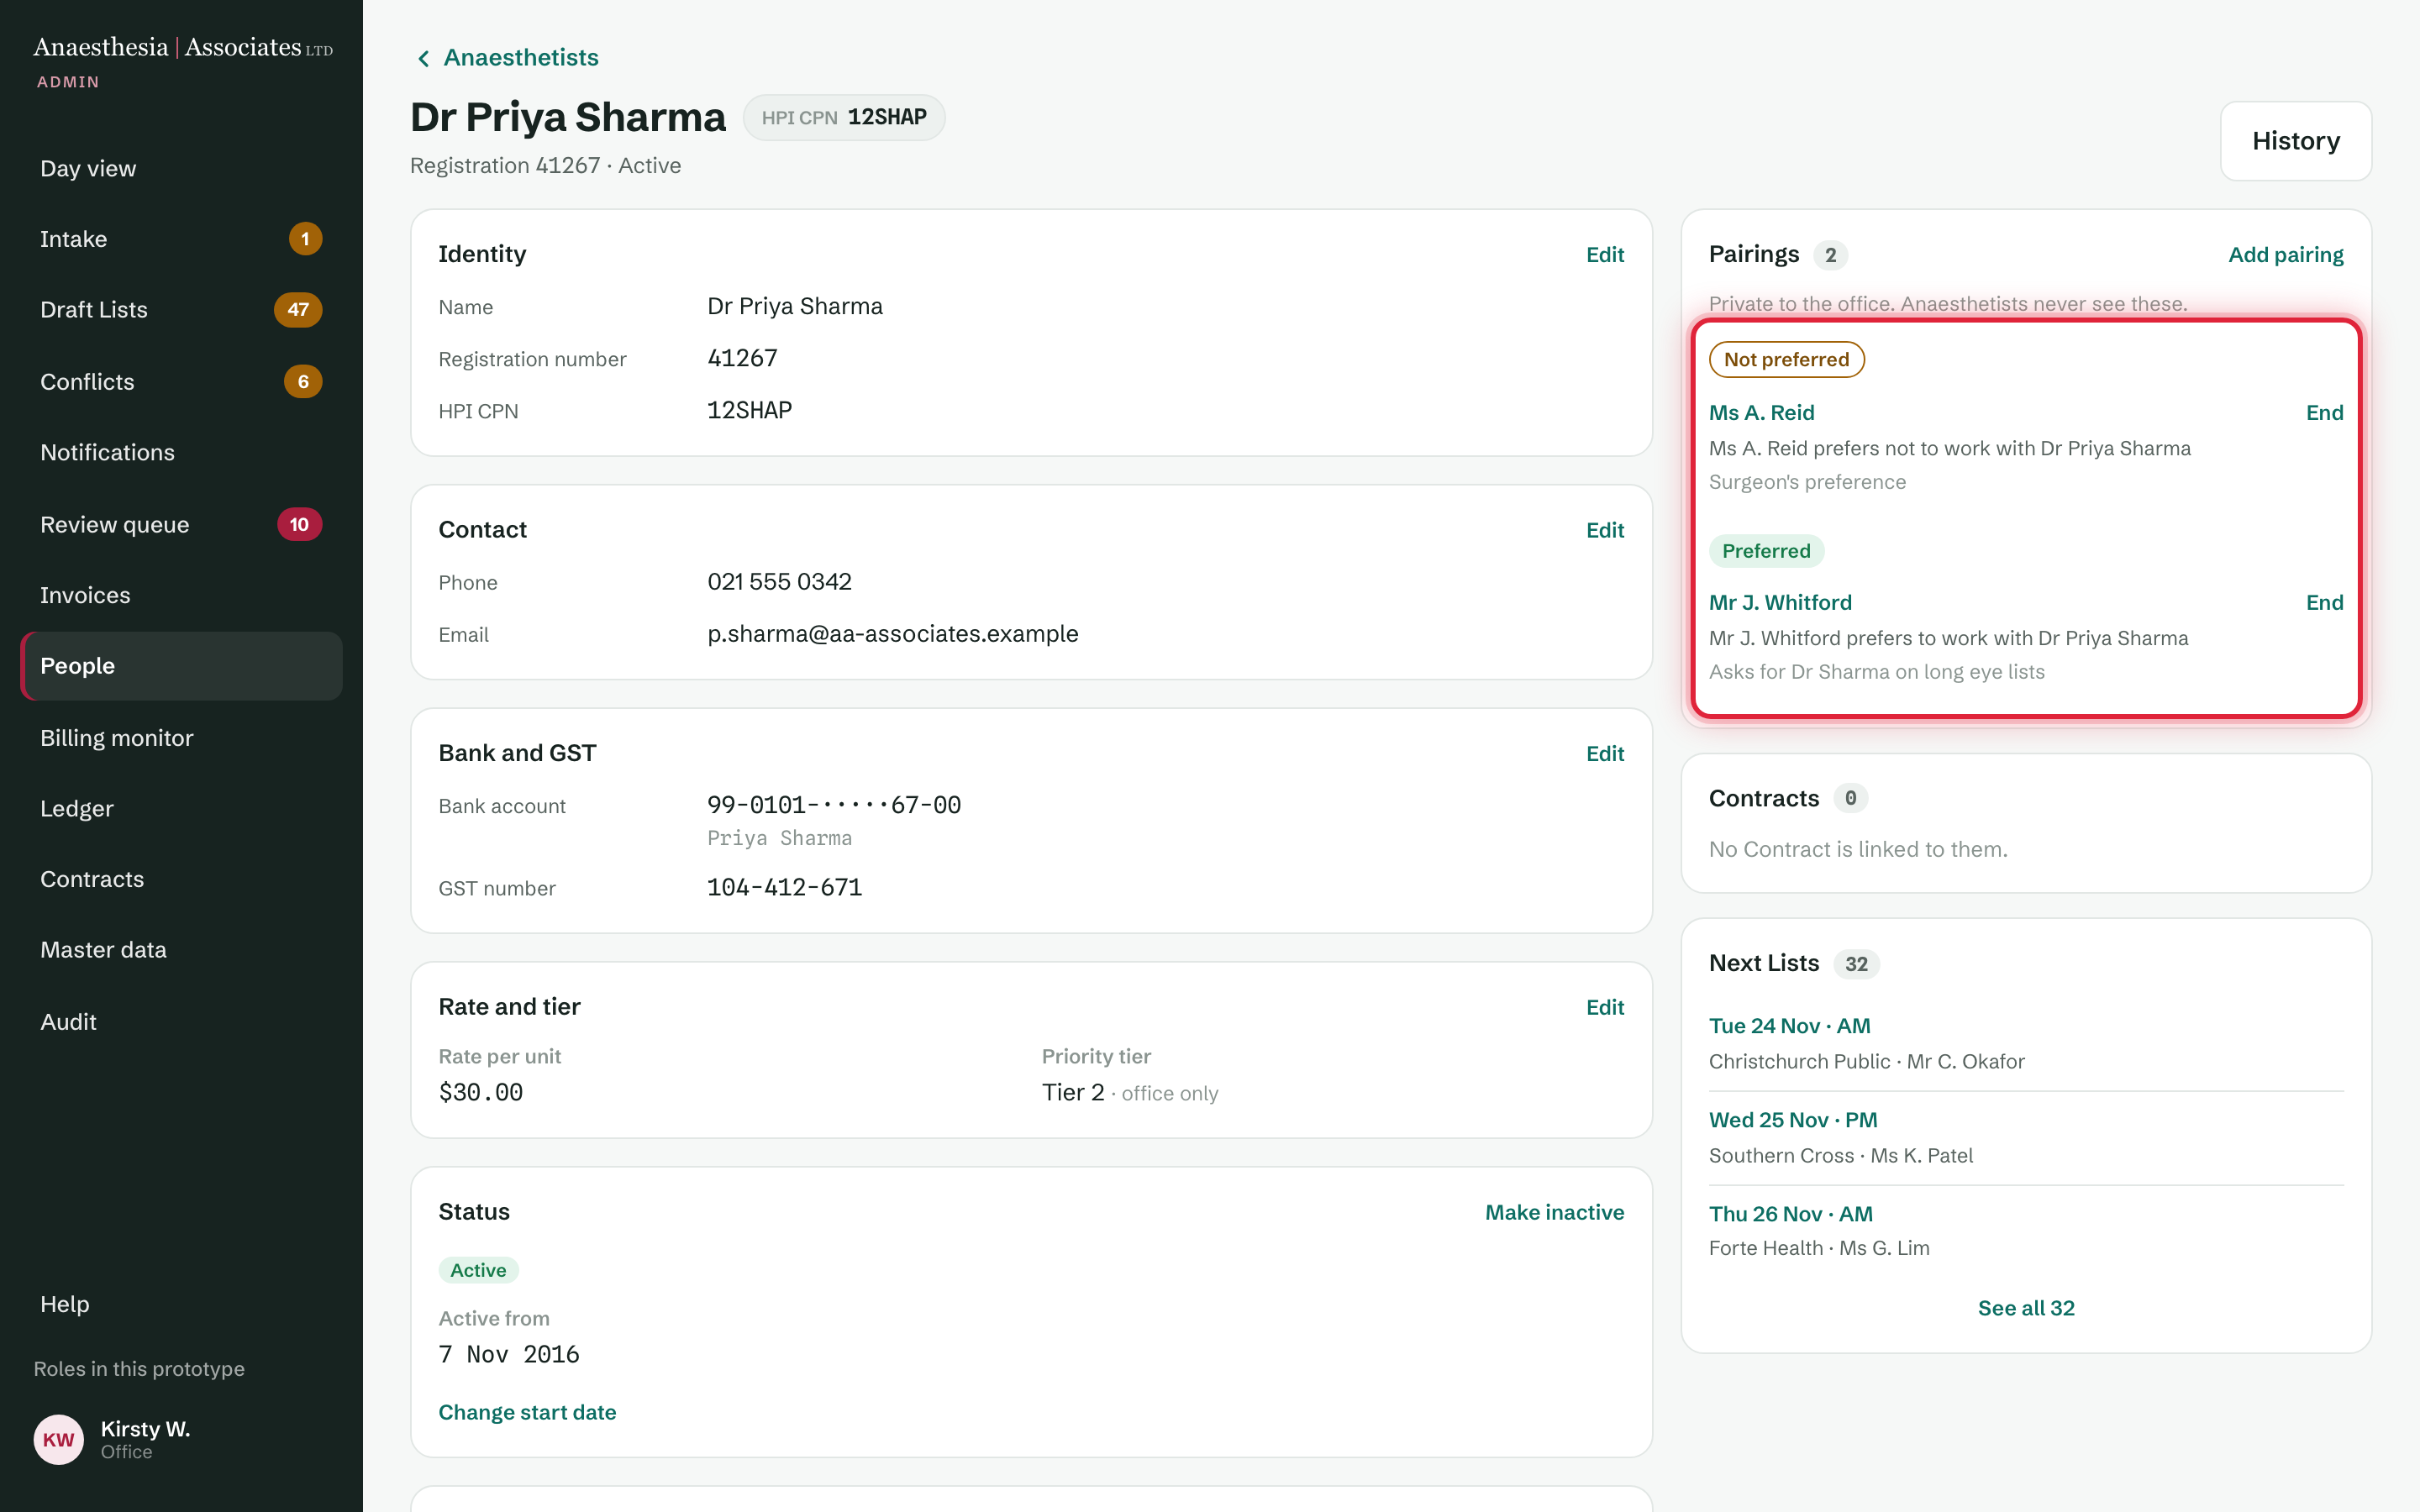 Anaesthesia | Associates LTD
ADMIN
Day view
Intake 1
Draft Lists 47
Conflicts 6
Notifications
Review queue 10
Invoices
People
Billing monitor
Ledger
Contracts
Master data
Audit
Help
Roles in this prototype
KW Kirsty W.
Office
Anaesthetists
Dr Priya Sharma HPI CPN 12SHAP
Registration 41267 · Active
History
Identity Edit
Name Dr Priya Sharma
Registration number 41267
HPI CPN 12SHAP
Contact Edit
Phone 021 555 0342
Email p.sharma@aa-associates.example
Bank and GST Edit
Bank account 99-0101-·····67-00
Priya Sharma
GST number 104-412-671
Rate and tier Edit
Rate per unit Priority tier
$30.00 Tier 2 · office only
Status Make inactive
Active
Active from
7 Nov 2016
Change start date
Pairings 2 Add pairing
Private to the office. Anaesthetists never see these.
Not preferred
Ms A. Reid End
Ms A. Reid prefers not to work with Dr Priya Sharma
Surgeon's preference
Preferred
Mr J. Whitford End
Mr J. Whitford prefers to work with Dr Priya Sharma
Asks for Dr Sharma on long eye lists
Contracts 0
No Contract is linked to them.
Next Lists 32
Tue 24 Nov · AM
Christchurch Public · Mr C. Okafor
Wed 25 Nov · PM
Southern Cross · Ms K. Patel
Thu 26 Nov · AM
Forte Health · Ms G. Lim
See all 32